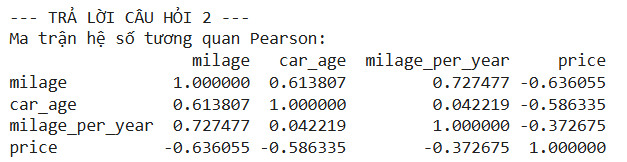 --- TRẢ LỜI CÂU HỎI 2 ---
Ma trận hệ số tương quan Pearson:
milage car_age milage_per_year price
milage 1.000000 0.613807 0.727477 -0.636055
car_age 0.613807 1.000000 0.042219 -0.586335
milage_per_year 0.727477 0.042219 1.000000 -0.372675
price -0.636055 -0.586335 -0.372675 1.000000